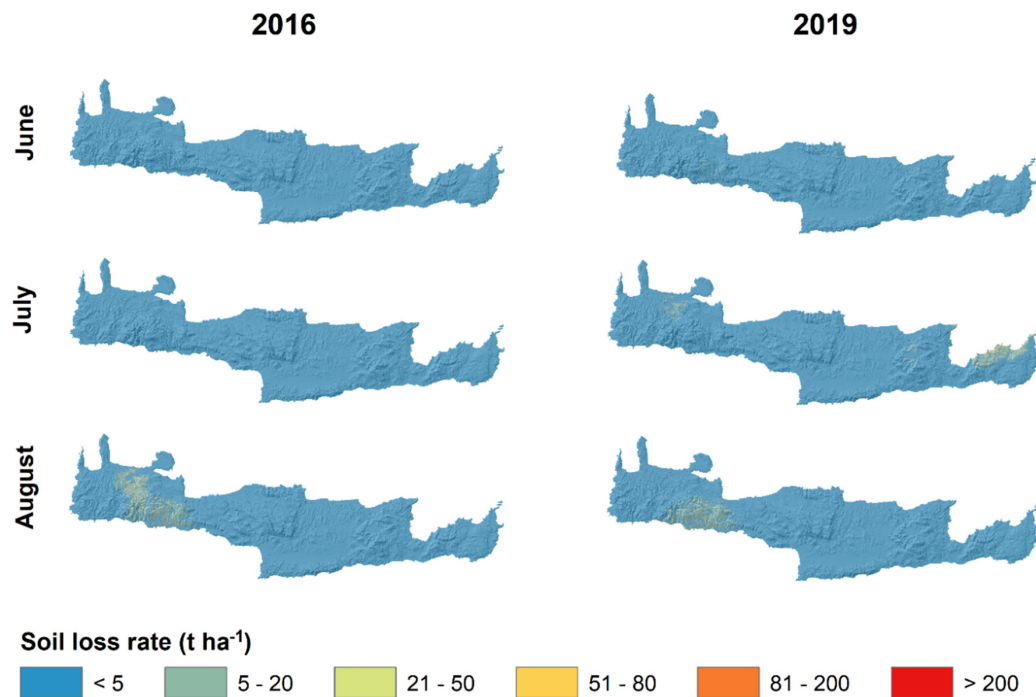 2016 2019
June
July
August
Soil loss rate (t ha⁻¹)
< 5 5 - 20 21 - 50 51 - 80 81 - 200 > 200